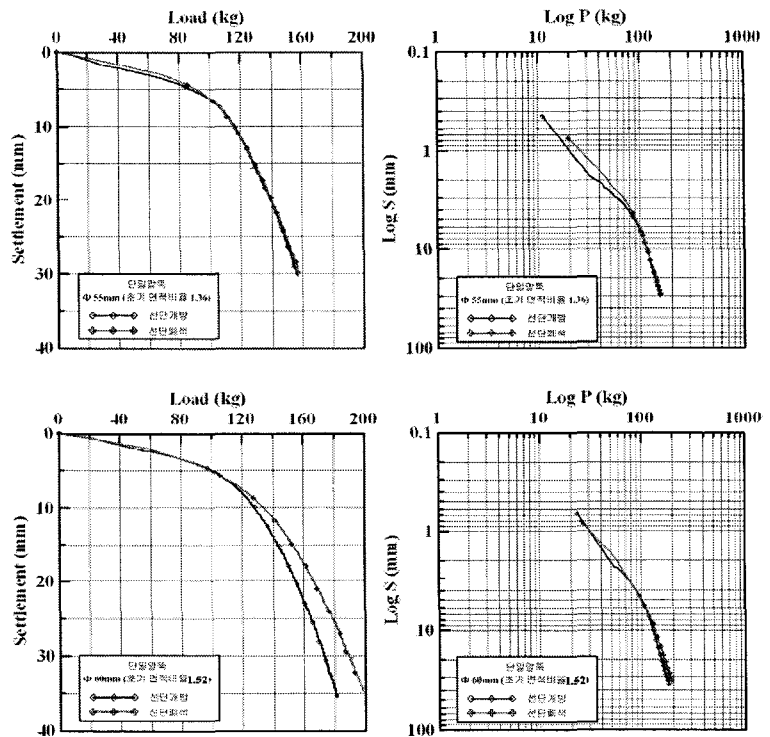 Load (kg)
0 40 80 120 160 200
0
10
20
30
40
Settlement (mm)
단일말뚝
Φ 55mm (초기 면적비율 1.36)
선단개방
선단폐색
Log P (kg)
1 10 100 1000
0.1
1
10
100
Log S (mm)
단일말뚝
Φ 55mm (초기 면적비율 1.36)
선단개방
선단폐색
Load (kg)
0 40 80 120 160 200
0
10
20
30
40
Settlement (mm)
단일말뚝
Φ 60mm (초기 면적비율 1.52)
선단개방
선단폐색
Log P (kg)
1 10 100 1000
0.1
1
10
100
Log S (mm)
단일말뚝
Φ 60mm (초기 면적비율 1.52)
선단개방
선단폐색